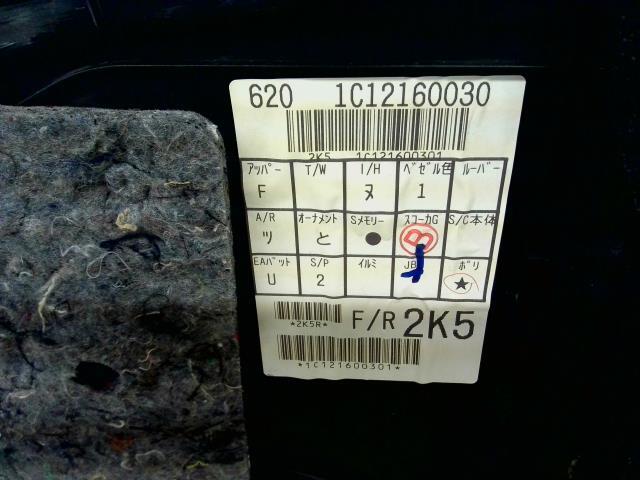 620 1C12160030
2K5 1C121600301
アッパー T/W I/H ベゼル色 ルーバー
F ヌ 1
A/R オーナメント Sメモリー スコーカG S/C本体
ツ と ●
EAパット S/P イルミ JB ポリ
U 2 ★
*2K5R* F/R 2K5
*1C121600301*